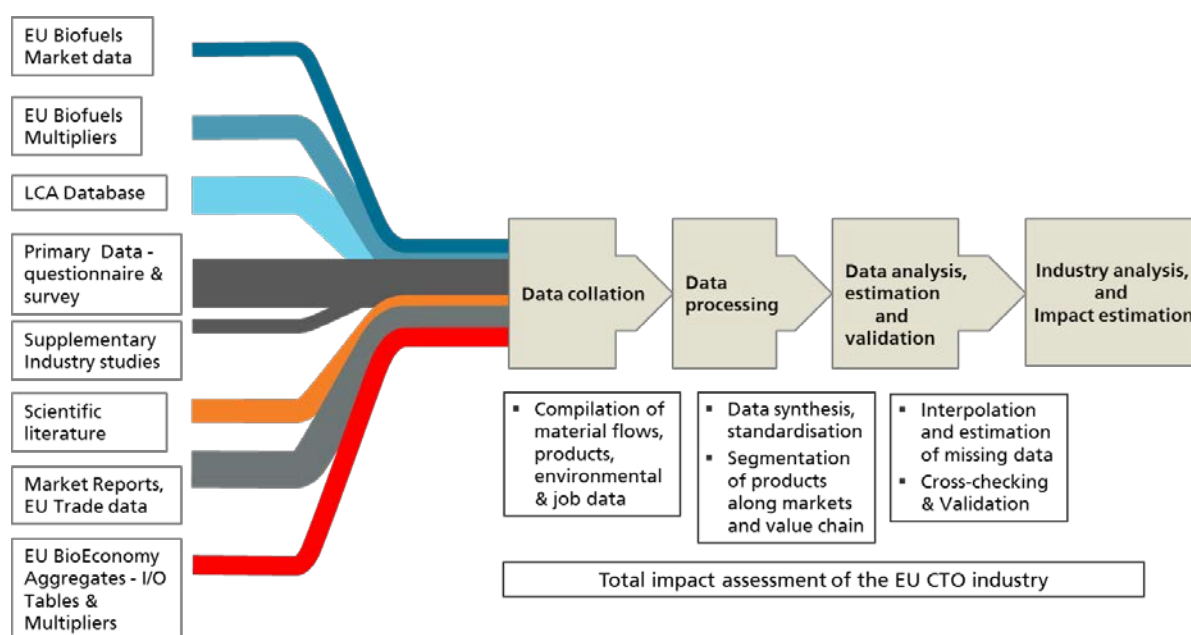 EU Biofuels
Market data
EU Biofuels
Multipliers
LCA Database
Primary Data -
questionnaire &
survey
Supplementary
Industry studies
Scientific
literature
Market Reports,
EU Trade data
EU BioEconomy
Aggregates - I/O
Tables &
Multipliers
Data collation
Data
processing
Data analysis,
estimation
and
validation
Industry analysis,
and
Impact estimation
▪ Compilation of
material flows,
products,
environmental
& job data
▪ Data synthesis,
standardisation
▪ Segmentation
of products
along markets
and value chain
▪ Interpolation
and estimation
of missing data
▪ Cross-checking
& Validation
Total impact assessment of the EU CTO industry